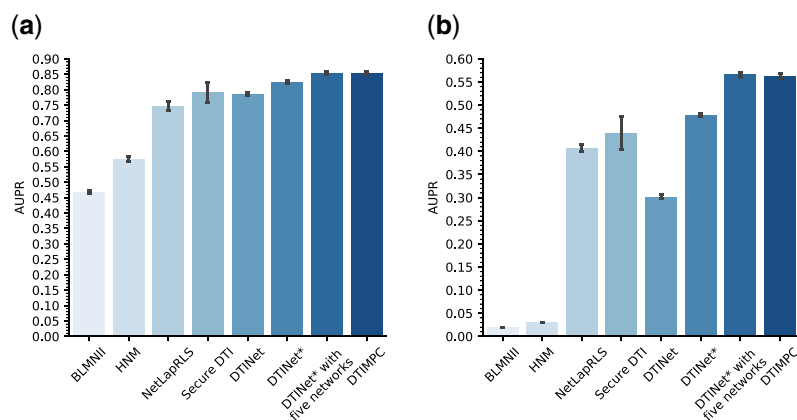 (a)
AUPR
0.90
0.85
0.80
0.75
0.70
0.65
0.60
0.55
0.50
0.45
0.40
0.35
0.30
0.25
0.20
0.15
0.10
0.05
0.00
BLMNII
HNM
NetLapRLS
Secure DTI
DTINet
DTINet*
DTINet* with
five networks
DTIMPC
(b)
AUPR
0.60
0.55
0.50
0.45
0.40
0.35
0.30
0.25
0.20
0.15
0.10
0.05
0.00
BLMNII
HNM
NetLapRLS
Secure DTI
DTINet
DTINet*
DTINet* with
five networks
DTIMPC